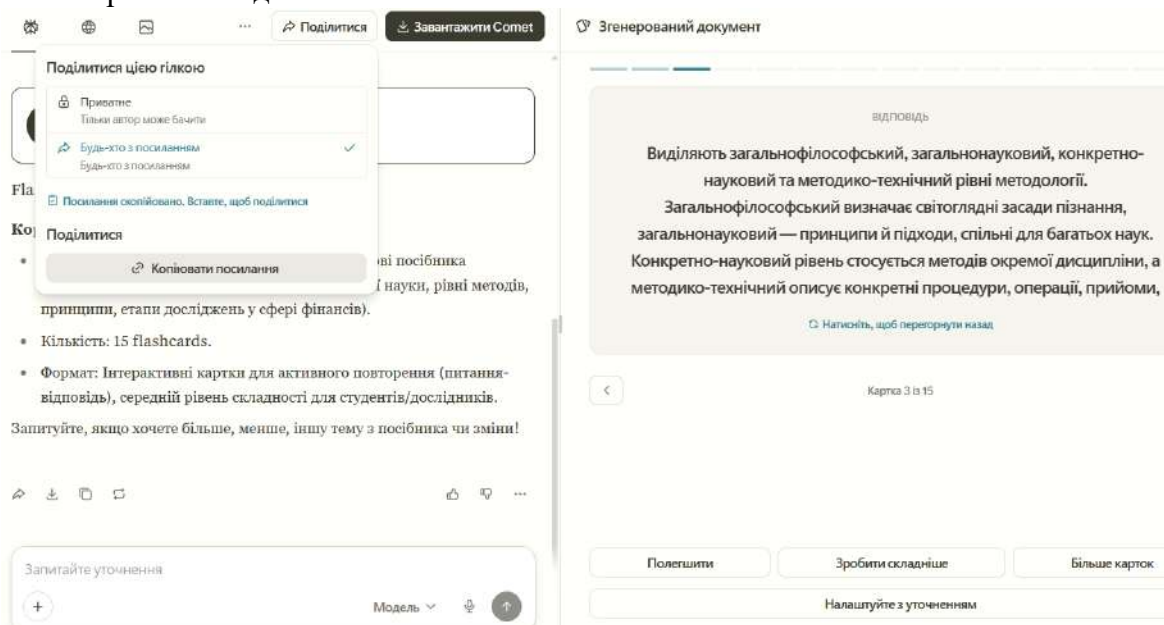 Поділитися
Завантажити Comet
Поділитися цією гілкою
Приватне
Тільки автор може бачити
Будь-хто з посиланням
Будь-хто з посиланням
Fla
Посилання скопійовано. Вставте, щоб поділитися
Ко
Поділитися
Копіювати посилання
ві посібника
ї науки, рівні методів,
принципи, етапи досліджень у сфері фінансів).
Кількість: 15 flashcards.
Формат: Інтерактивні картки для активного повторення (питання-
відповідь), середній рівень складності для студентів/дослідників.
Запитуйте, якщо хочете більше, менше, іншу тему з посібника чи зміни!
Запитайте уточнення
Модель
Згенерований документ
ВІДПОВІДЬ
Виділяють загальнофілософський, загальнонауковий, конкретно-
науковий та методико-технічний рівні методології.
Загальнофілософський визначає світоглядні засади пізнання,
загальнонауковий — принципи й підходи, спільні для багатьох наук.
Конкретно-науковий рівень стосується методів окремої дисципліни, а
методико-технічний описує конкретні процедури, операції, прийоми,
Натисніть, щоб перегорнути назад
Картка 3 із 15
Полегшити
Зробити складніше
Більше карток
Налаштуйте з уточненням